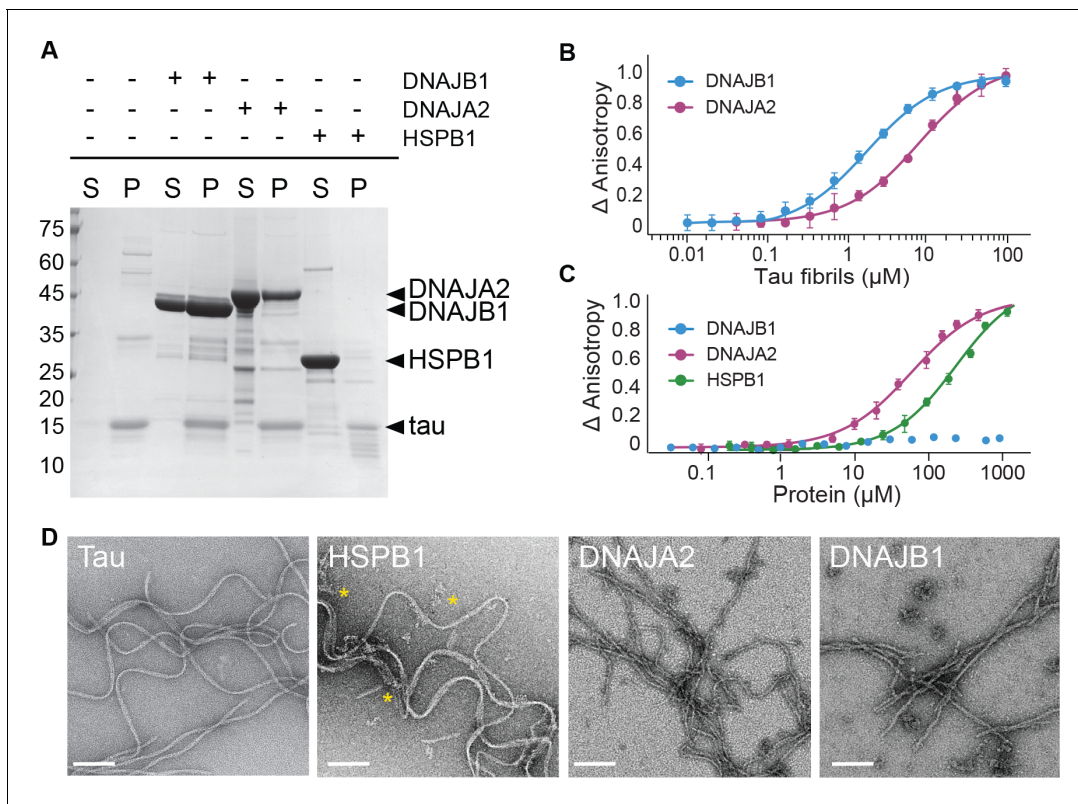 A
- - + + - - - - DNAJB1
- - - - + + - - DNAJA2
- - - - - - + + HSPB1
S P S P S P S P
75
60
45
35
25
15
10
DNAJA2
DNAJB1
HSPB1
tau
B
DNAJB1
DNAJA2
Δ Anisotropy
1.0
0.8
0.6
0.4
0.2
0
0.01 0.1 1 10 100
Tau fibrils (µM)
C
DNAJB1
DNAJA2
HSPB1
Δ Anisotropy
1.0
0.8
0.6
0.4
0.2
0
0.1 1 10 100 1000
Protein (µM)
D
Tau
HSPB1
DNAJA2
DNAJB1
* * *